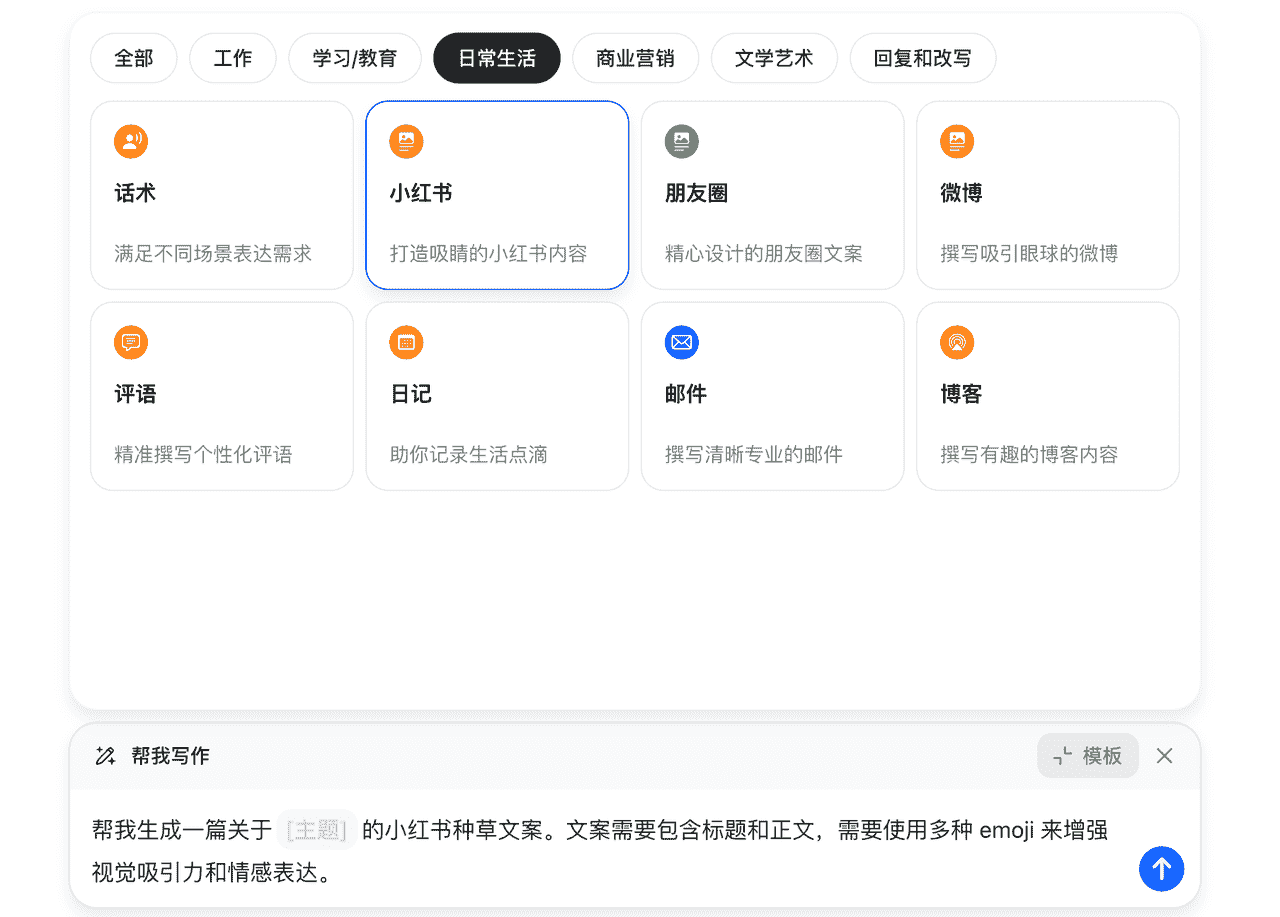 全部 工作 学习/教育 日常生活 商业营销 文学艺术 回复和改写
话术 小红书 朋友圈 微博
满足不同场景表达需求 打造吸睛的小红书内容 精心设计的朋友圈文案 撰写吸引眼球的微博
评语 日记 邮件 博客
精准撰写个性化评语 助你记录生活点滴 撰写清晰专业的邮件 撰写有趣的博客内容
帮我写作 模板
帮我生成一篇关于 [主题] 的小红书种草文案。文案需要包含标题和正文，需要使用多种 emoji 来增强
视觉吸引力和情感表达。